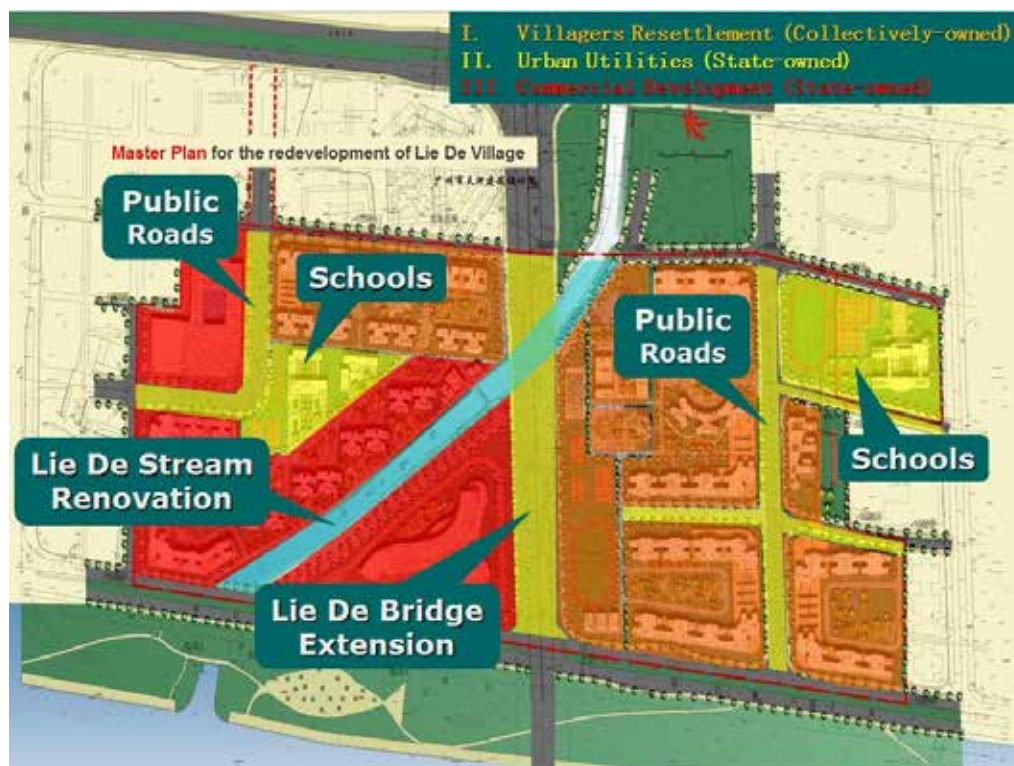 I. Villagers Resettlement (Collectively-owned)
II. Urban Utilities (State-owned)
III. Commercial Development (State-owned)
Master Plan for the redevelopment of Lie De Village
Public
Roads
Schools
Public
Roads
Lie De Stream
Renovation
Schools
Lie De Bridge
Extension